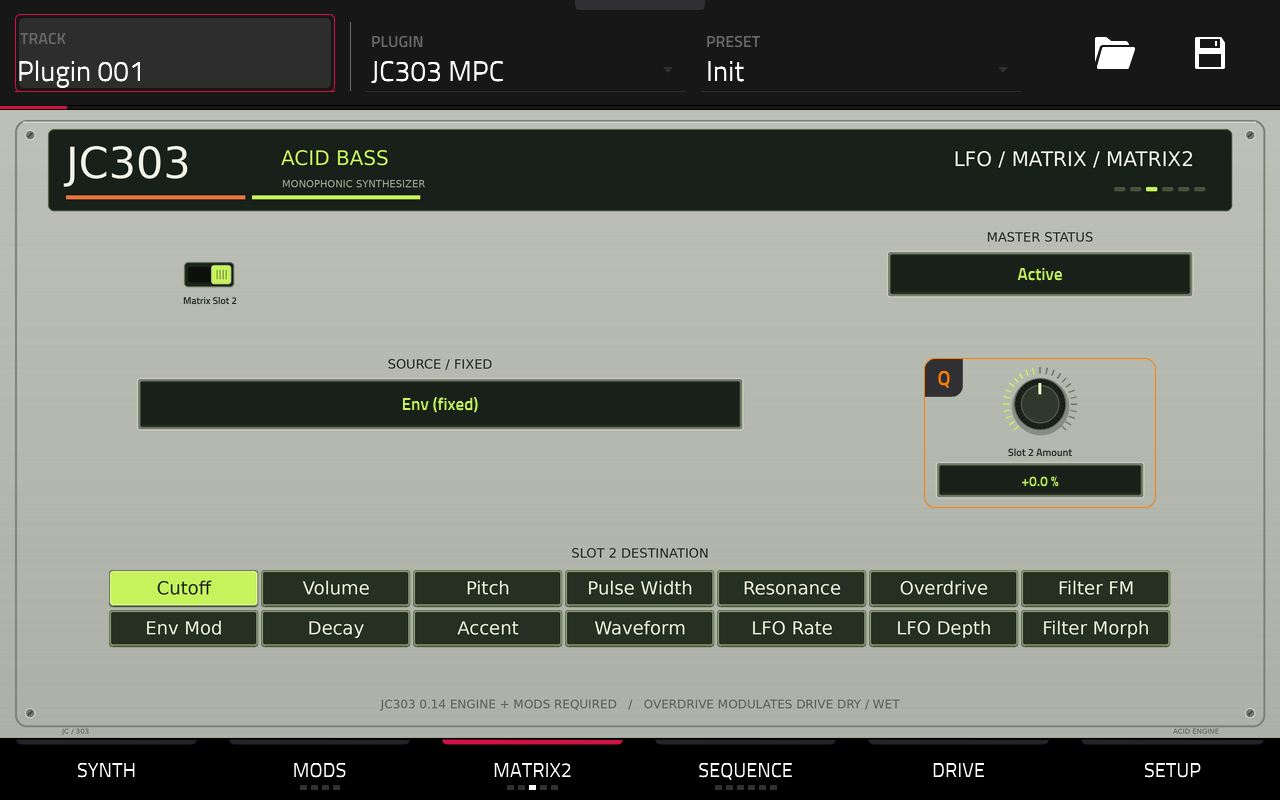 TRACK
Plugin 001
PLUGIN
JC303 MPC
PRESET
Init
JC303
ACID BASS
MONOPHONIC SYNTHESIZER
LFO / MATRIX / MATRIX2
MASTER STATUS
Active
Matrix Slot 2
SOURCE / FIXED
Env (fixed)
Q
Slot 2 Amount
+0.0 %
SLOT 2 DESTINATION
Cutoff Volume Pitch Pulse Width Resonance Overdrive Filter FM
Env Mod Decay Accent Waveform LFO Rate LFO Depth Filter Morph
JC303 0.14 ENGINE + MODS REQUIRED / OVERDRIVE MODULATES DRIVE DRY / WET
JC / 303
ACID ENGINE
SYNTH MODS MATRIX2 SEQUENCE DRIVE SETUP